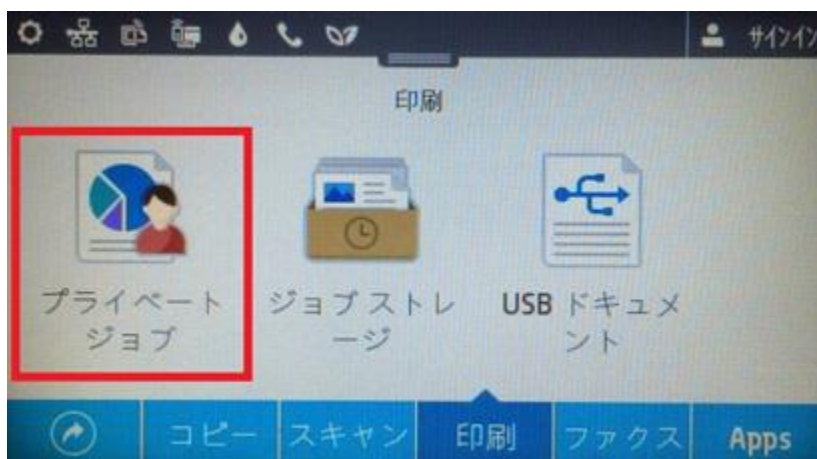 サインイン
印刷
プライベート
ジョブ
ジョブ ストレ
ージ
USB ドキュメ
ント
コピー
スキャン
印刷
ファクス
Apps